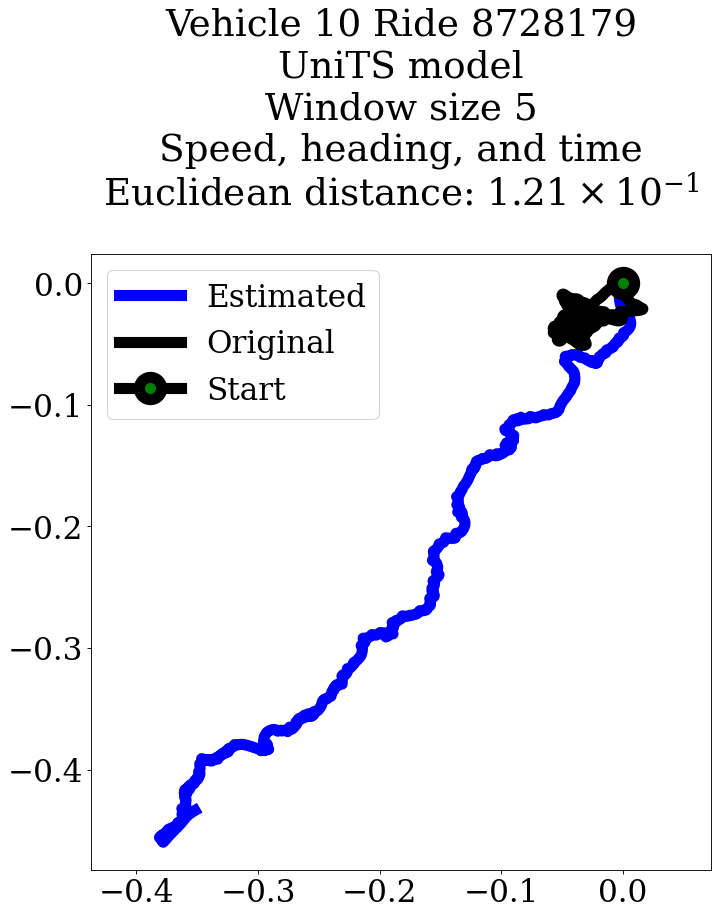 Vehicle 10 Ride 8728179
UniTS model
Window size 5
Speed, heading, and time
Euclidean distance: 1.21 × 10⁻¹
Estimated
Original
Start
0.0
−0.1
−0.2
−0.3
−0.4
−0.4 −0.3 −0.2 −0.1 0.0